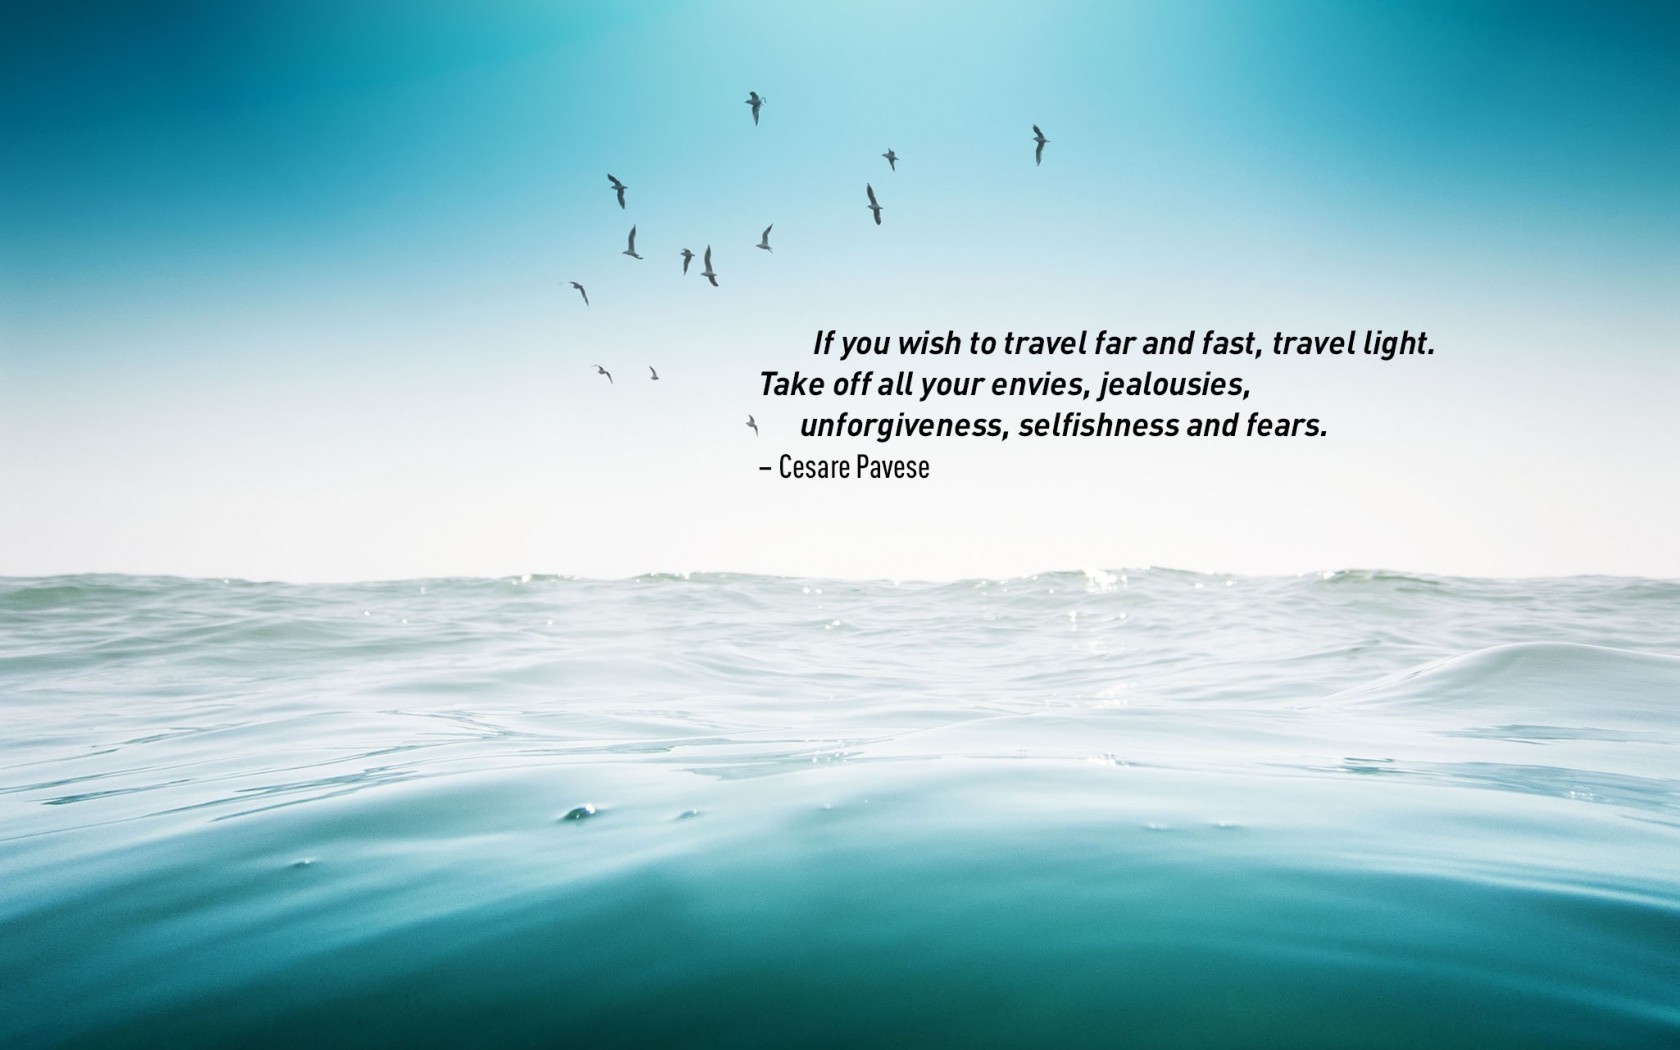 If you wish to travel far and fast, travel light.
Take off all your envies, jealousies,
unforgiveness, selfishness and fears.
– Cesare Pavese